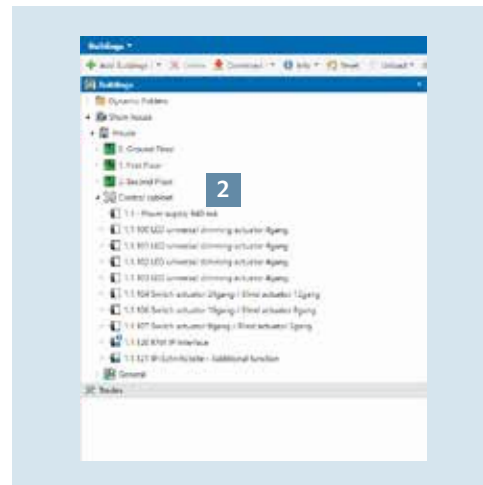 Buildings
Add Buildings Delete Download Info Reset Unload
Buildings
Dynamic Folders
Show house
House
0. Ground Floor
1. First Floor
2. Second Floor
2
Control cabinet
1.1.- Power supply 640 mA
1.1.100 LED universal dimming actuator 4gang
1.1.101 LED universal dimming actuator 4gang
1.1.102 LED universal dimming actuator 4gang
1.1.103 LED universal dimming actuator 4gang
1.1.104 Switch actuator 24gang / Blind actuator 12gang
1.1.106 Switch actuator 16gang / Blind actuator 8gang
1.1.107 Switch actuator 6gang / Blind actuator 3gang
1.1.120 KNX IP Interface
1.1.121 IP-Schnittstelle - Additional function
General
Trades